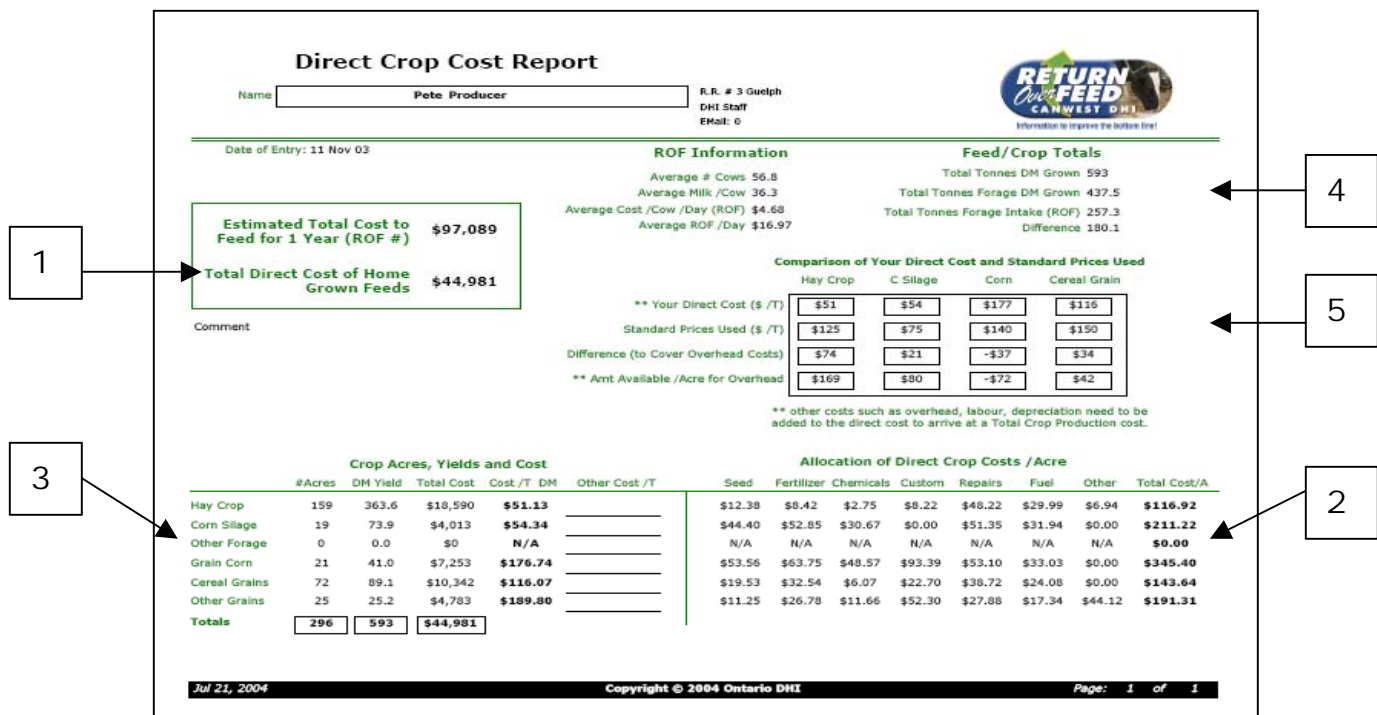 Direct Crop Cost Report
Name Pete Producer
R.R. # 3 Guelph
DHI Staff
EMail: 0
RETURN
Over FEED
CANWEST DHI
Information to improve the bottom line!
Date of Entry: 11 Nov 03
ROF Information
Average # Cows 56.8
Average Milk /Cow 36.3
Average Cost /Cow /Day (ROF) $4.68
Average ROF /Day $16.97
Feed/Crop Totals
Total Tonnes DM Grown 593
Total Tonnes Forage DM Grown 437.5
Total Tonnes Forage Intake (ROF) 257.3
Difference 180.1
4
Estimated Total Cost to
Feed for 1 Year (ROF #) $97,089
Total Direct Cost of Home
Grown Feeds $44,981
1
Comment
Comparison of Your Direct Cost and Standard Prices Used
Hay Crop C Silage Corn Cereal Grain
** Your Direct Cost ($ /T) $51 $54 $177 $116
Standard Prices Used ($ /T) $125 $75 $140 $150
Difference (to Cover Overhead Costs) $74 $21 -$37 $34
** Amt Available /Acre for Overhead $169 $80 -$72 $42
5
** other costs such as overhead, labour, depreciation need to be
added to the direct cost to arrive at a Total Crop Production cost.
3
Crop Acres, Yields and Cost
#Acres DM Yield Total Cost Cost /T DM Other Cost /T
Hay Crop 159 363.6 $18,590 $51.13
Corn Silage 19 73.9 $4,013 $54.34
Other Forage 0 0.0 $0 N/A
Grain Corn 21 41.0 $7,253 $176.74
Cereal Grains 72 89.1 $10,342 $116.07
Other Grains 25 25.2 $4,783 $189.80
Totals 296 593 $44,981
Allocation of Direct Crop Costs /Acre
Seed Fertilizer Chemicals Custom Repairs Fuel Other Total Cost/A
$12.38 $8.42 $2.75 $8.22 $48.22 $29.99 $6.94 $116.92
$44.40 $52.85 $30.67 $0.00 $51.35 $31.94 $0.00 $211.22
N/A N/A N/A N/A N/A N/A N/A $0.00
$53.56 $63.75 $48.57 $93.39 $53.10 $33.03 $0.00 $345.40
$19.53 $32.54 $6.07 $22.70 $38.72 $24.08 $0.00 $143.64
$11.25 $26.78 $11.66 $52.30 $27.88 $17.34 $44.12 $191.31
2
Jul 21, 2004 Copyright © 2004 Ontario DHI Page: 1 of 1